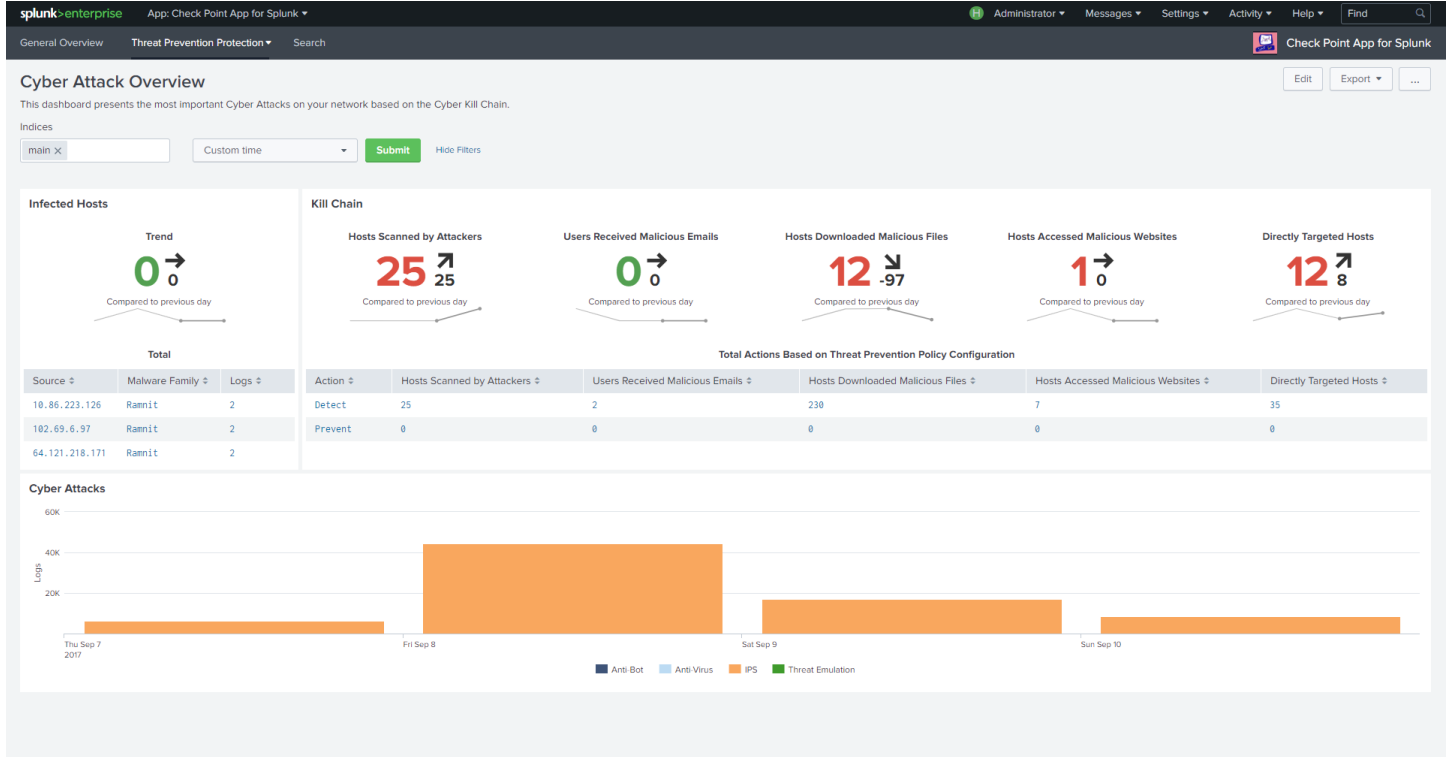 splunk>enterprise App: Check Point App for Splunk H Administrator Messages Settings Activity Help Find
General Overview Threat Prevention Protection Search Check Point App for Splunk
Cyber Attack Overview Edit Export ...
This dashboard presents the most important Cyber Attacks on your network based on the Cyber Kill Chain.
Indices
main × Custom time Submit Hide Filters
Infected Hosts
Trend
0 0
Compared to previous day
Total
Source Malware Family Logs
10.86.223.126 Ramnit 2
102.69.6.97 Ramnit 2
64.121.218.171 Ramnit 2
Kill Chain
Hosts Scanned by Attackers Users Received Malicious Emails Hosts Downloaded Malicious Files Hosts Accessed Malicious Websites Directly Targeted Hosts
25 25 0 0 12 -97 1 0 12 8
Compared to previous day Compared to previous day Compared to previous day Compared to previous day Compared to previous day
Total Actions Based on Threat Prevention Policy Configuration
Action Hosts Scanned by Attackers Users Received Malicious Emails Hosts Downloaded Malicious Files Hosts Accessed Malicious Websites Directly Targeted Hosts
Detect 25 2 230 7 35
Prevent 0 0 0 0 0
Cyber Attacks
60K
40K
20K
Logs
Thu Sep 7 Fri Sep 8 Sat Sep 9 Sun Sep 10
2017
Anti-Bot Anti-Virus IPS Threat Emulation